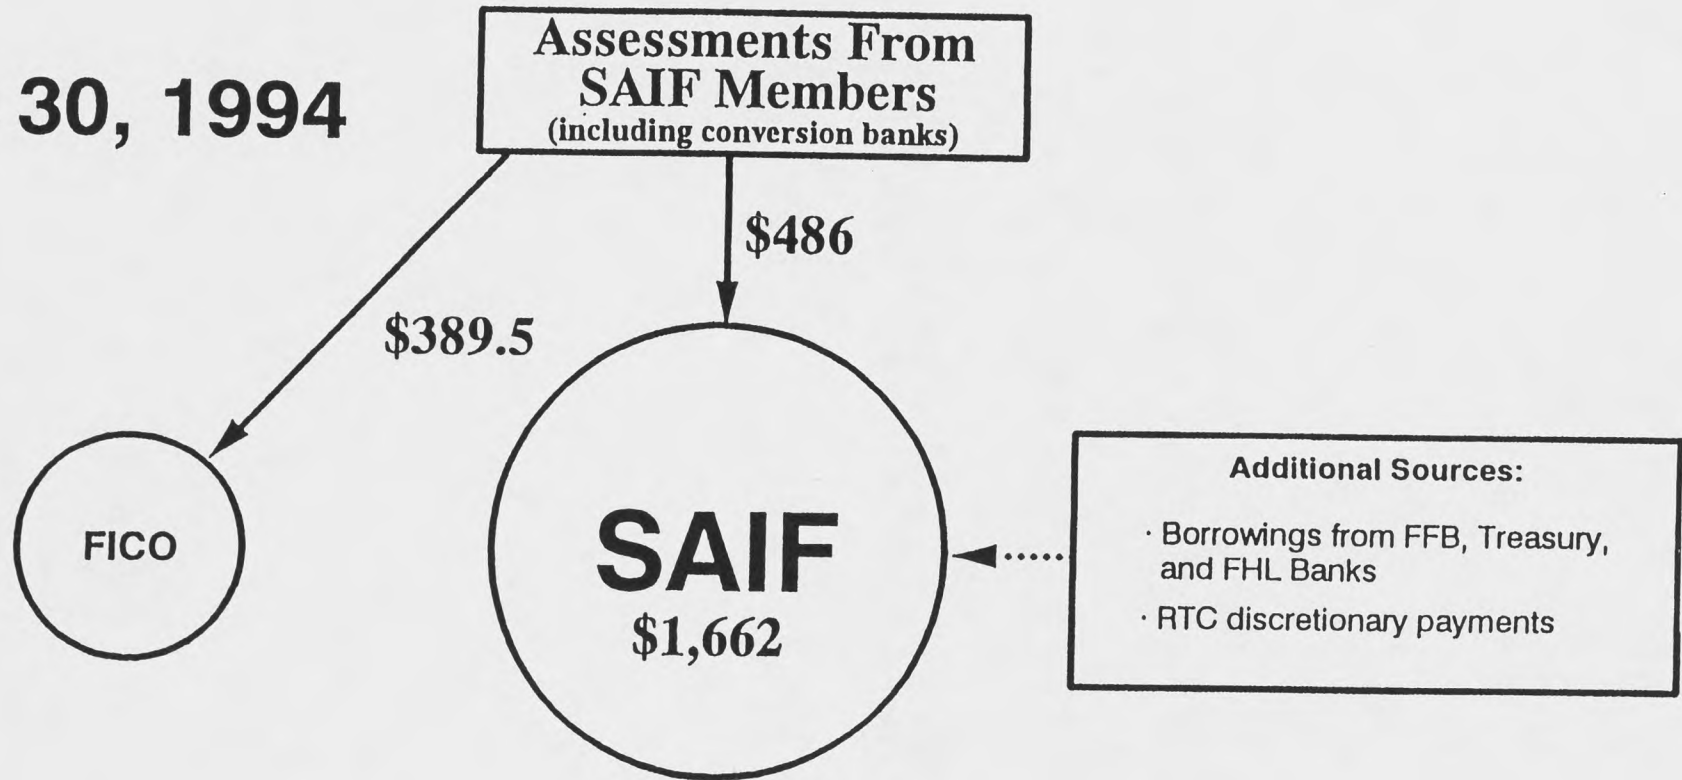 30, 1994
Assessments From
SAIF Members
(including conversion banks)
$486
$389.5
FICO
SAIF
$1,662
Additional Sources:
· Borrowings from FFB, Treasury,
and FHL Banks
· RTC discretionary payments